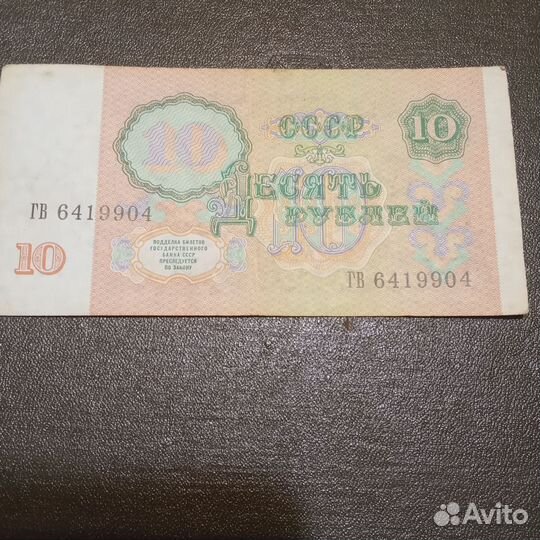 10
СССР
10
ДЕСЯТЬ
РУБЛЕЙ
10
ГВ 6419904
10
ПОДДЕЛКА БИЛЕТОВ
ГОСУДАРСТВЕННОГО
БАНКА СССР
ПРЕСЛЕДУЕТСЯ
ПО ЗАКОНУ
ГВ 6419904
Avito